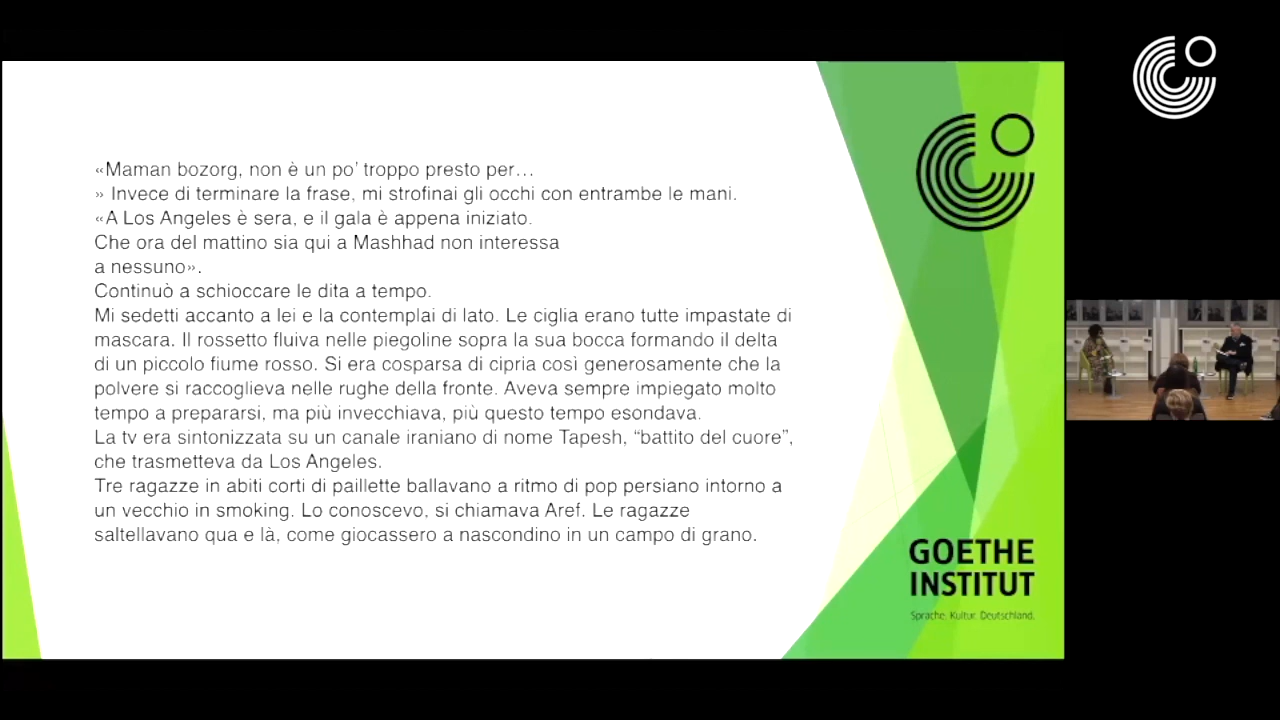 «Maman bozorg, non è un po’ troppo presto per…
» Invece di terminare la frase, mi strofinai gli occhi con entrambe le mani.
«A Los Angeles è sera, e il gala è appena iniziato.
Che ora del mattino sia qui a Mashhad non interessa
a nessuno».
Continuò a schioccare le dita a tempo.
Mi sedetti accanto a lei e la contemplai di lato. Le ciglia erano tutte impastate di
mascara. Il rossetto fluiva nelle piegoline sopra la sua bocca formando il delta
di un piccolo fiume rosso. Si era cosparsa di cipria così generosamente che la
polvere si raccoglieva nelle rughe della fronte. Aveva sempre impiegato molto
tempo a prepararsi, ma più invecchiava, più questo tempo esondava.
La tv era sintonizzata su un canale iraniano di nome Tapesh, “battito del cuore”,
che trasmetteva da Los Angeles.
Tre ragazze in abiti corti di paillette ballavano a ritmo di pop persiano intorno a
un vecchio in smoking. Lo conoscevo, si chiamava Aref. Le ragazze
saltellavano qua e là, come giocassero a nascondino in un campo di grano.
GOETHE
INSTITUT
Sprache. Kultur. Deutschland.